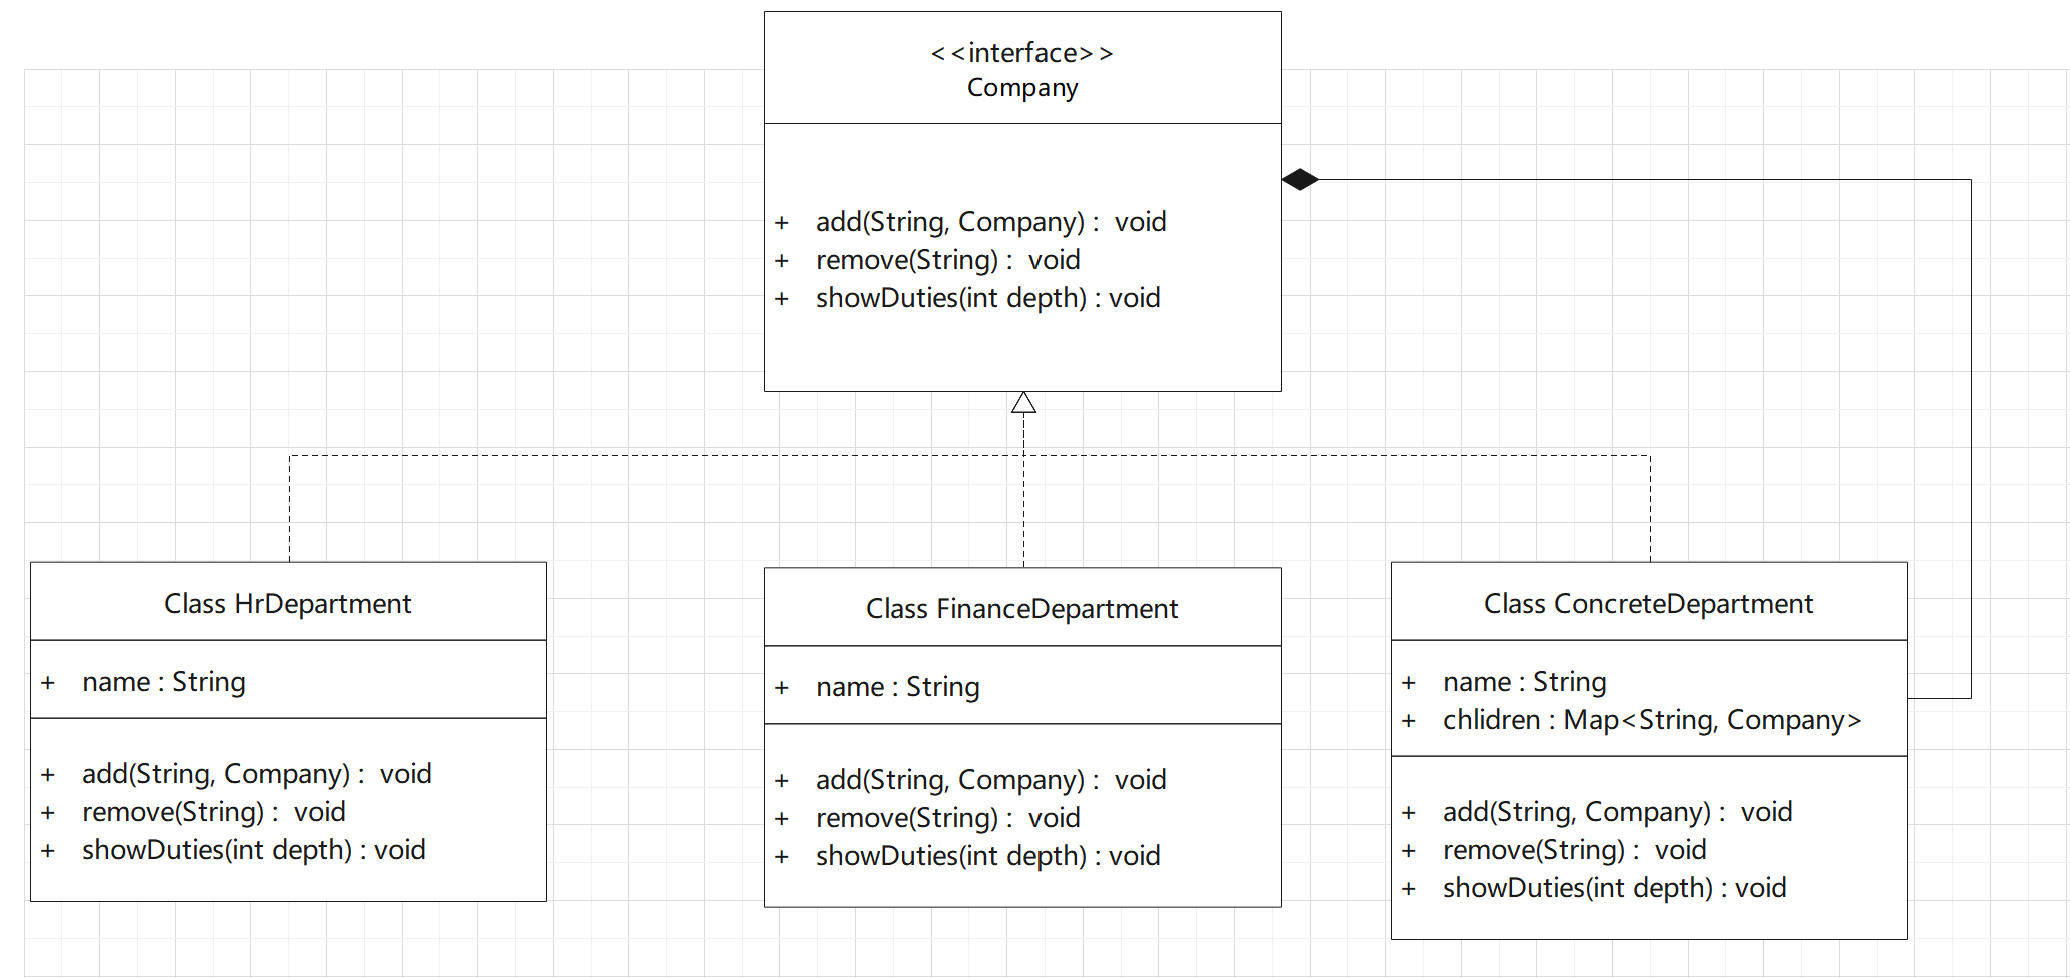 <<interface>>
Company
+ add(String, Company) : void
+ remove(String) : void
+ showDuties(int depth) : void
Class HrDepartment
+ name : String
+ add(String, Company) : void
+ remove(String) : void
+ showDuties(int depth) : void
Class FinanceDepartment
+ name : String
+ add(String, Company) : void
+ remove(String) : void
+ showDuties(int depth) : void
Class ConcreteDepartment
+ name : String
+ chlidren : Map<String, Company>
+ add(String, Company) : void
+ remove(String) : void
+ showDuties(int depth) : void